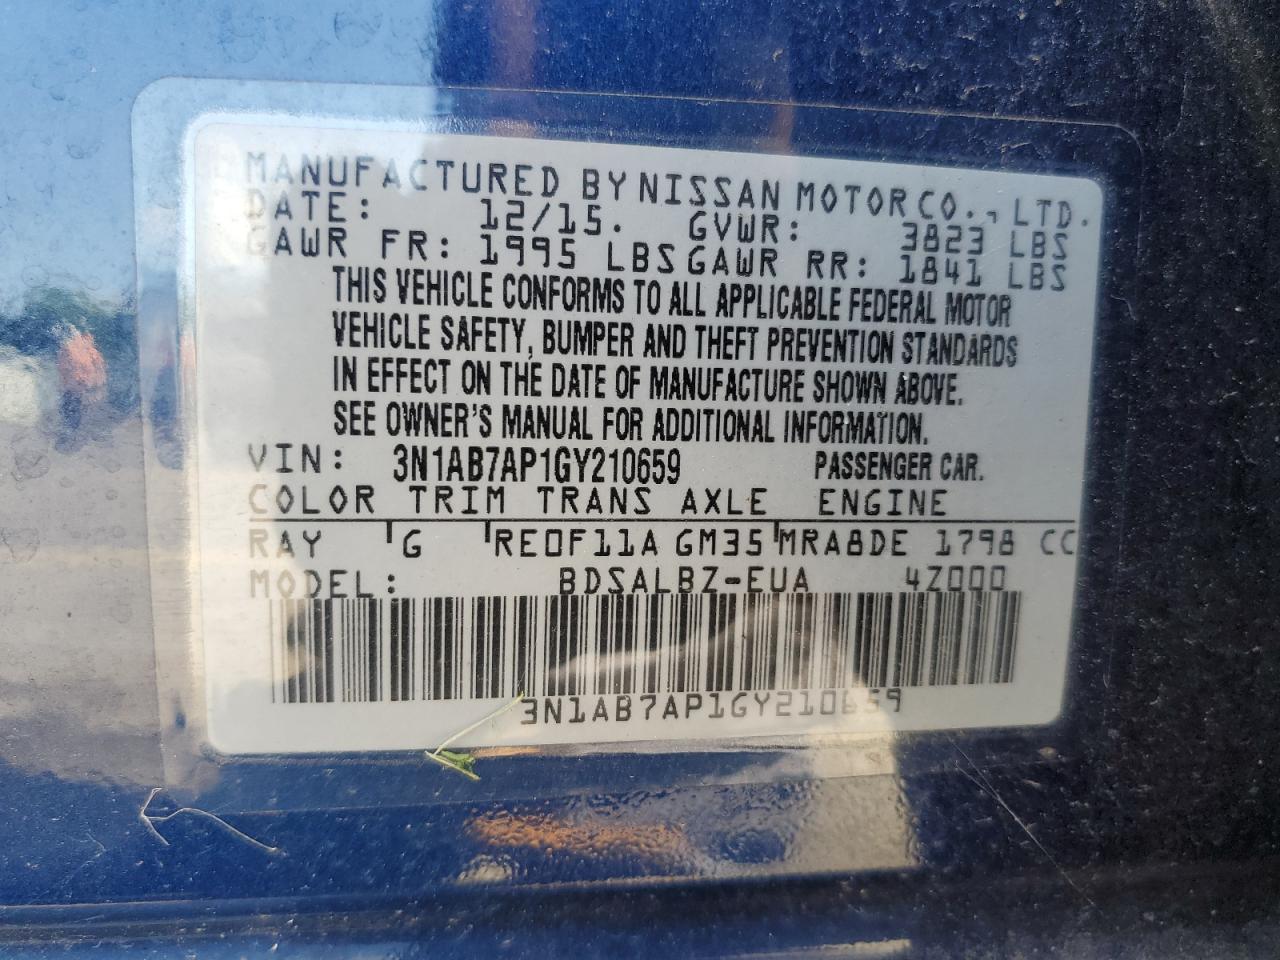 MANUFACTURED BY NISSAN MOTOR CO., LTD.
DATE: 12/15. GVWR: 3823 LBS
GAWR FR: 1995 LBS GAWR RR: 1841 LBS
THIS VEHICLE CONFORMS TO ALL APPLICABLE FEDERAL MOTOR
VEHICLE SAFETY, BUMPER AND THEFT PREVENTION STANDARDS
IN EFFECT ON THE DATE OF MANUFACTURE SHOWN ABOVE.
SEE OWNER'S MANUAL FOR ADDITIONAL INFORMATION.
VIN: 3N1AB7AP1GY210659 PASSENGER CAR.
COLOR TRIM TRANS AXLE ENGINE
RAY G RE0F11A GM35 MRA8DE 1798 CC
MODEL: BDSALBZ-EUA 4Z000
3N1AB7AP1GY210659